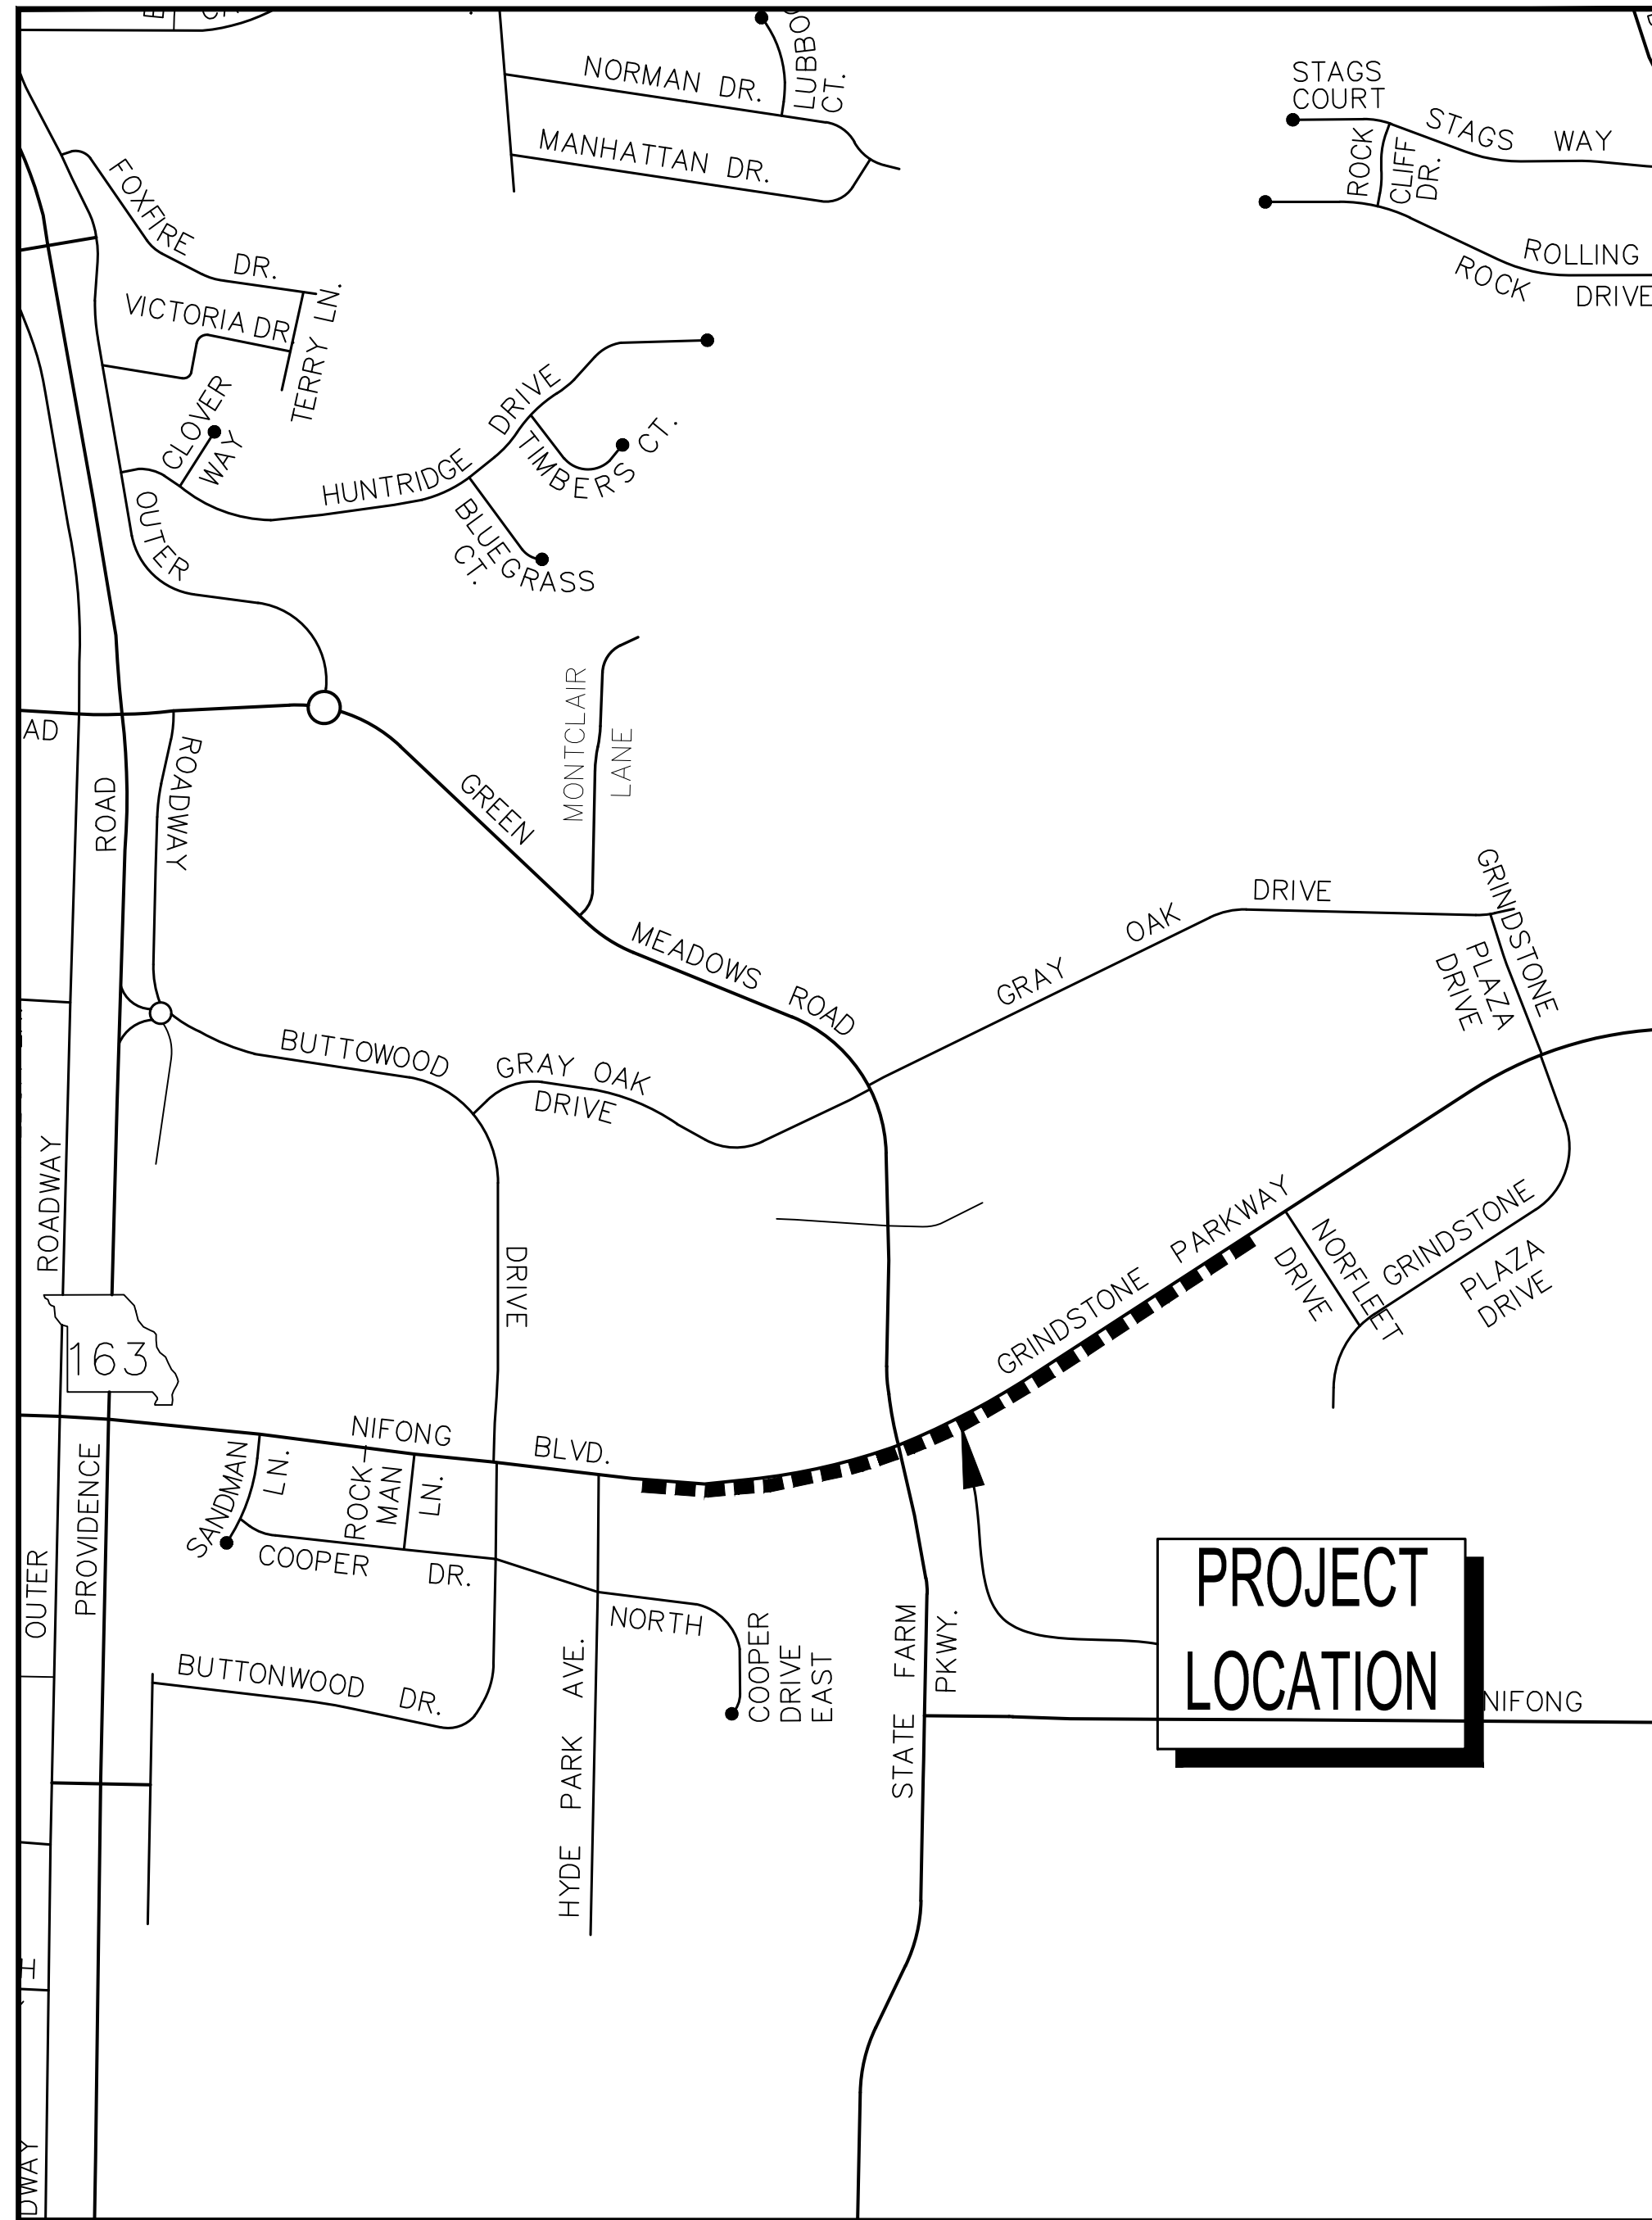 NORMAN DR.
CT.
MANHATTAN DR.
STAGS
COURT
STAGS WAY
ROCK
CLIFF
DR.
ROLLING
ROCK DRIVE
FOXFIRE DR.
VICTORIA DR.
TERRY LN.
CLOVER
WAY
HUNTRIDGE DRIVE
TIMBERS CT.
BLUEGRASS
CT.
OUTER
ROADWAY
AD
ROAD
MONTCLAIR
LANE
GREEN
MEADOWS ROAD
GRAY OAK DRIVE
GRINDSTONE
PLAZA
DRIVE
BUTTOWOOD
DRIVE
GRAY OAK
DRIVE
ROADWAY
163
GRINDSTONE PARKWAY
NORFLEET
DRIVE
GRINDSTONE
PLAZA
DRIVE
NIFONG BLVD.
SANDMAN
LN.
ROCK-
MAN
LN.
COOPER DR.
NORTH
COOPER
DRIVE
EAST
OUTER
PROVIDENCE
BUTTONWOOD DR.
HYDE PARK AVE.
STATE FARM
PKWY.
PROJECT
LOCATION
NIFONG
DWAY